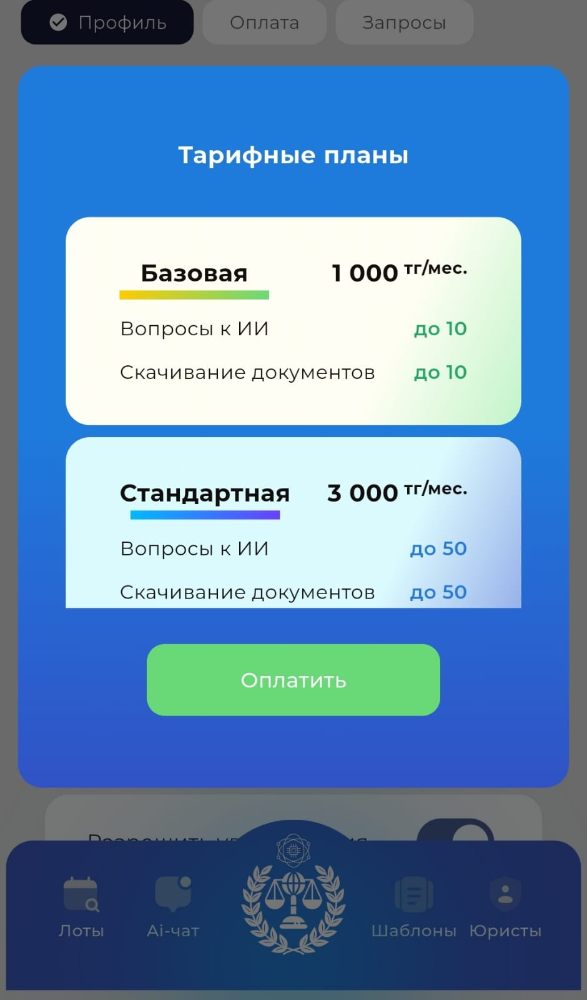 Профиль Оплата Запросы
Тарифные планы
Базовая 1 000 тг/мес.
Вопросы к ИИ до 10
Скачивание документов до 10
Стандартная 3 000 тг/мес.
Вопросы к ИИ до 50
Скачивание документов до 50
Оплатить
Разрешить
Лоты Ai-чат Шаблоны Юристы